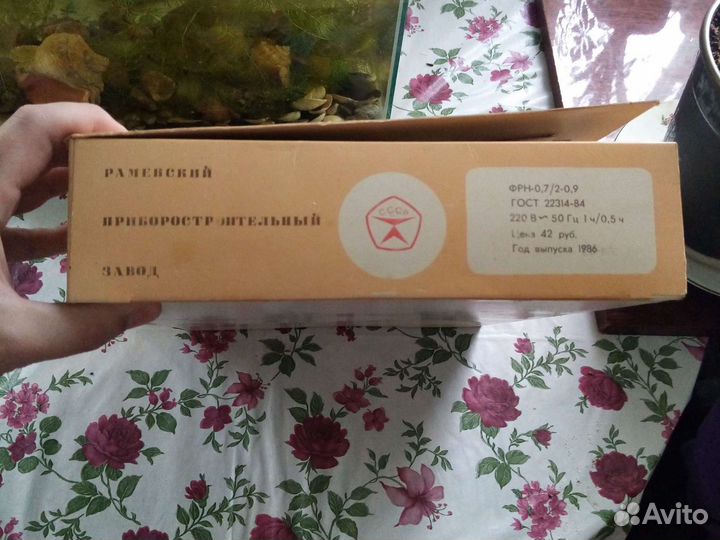 РАМЕНСКИЙ
ПРИБОРОСТРОИТЕЛЬНЫЙ
ЗАВОД
СССР
ФРН-0,7/2-0,9
ГОСТ 22314-84
220 В ~ 50 Гц 1ч/0,5 ч
Цена 42 руб.
Год выпуска 1986
Avito